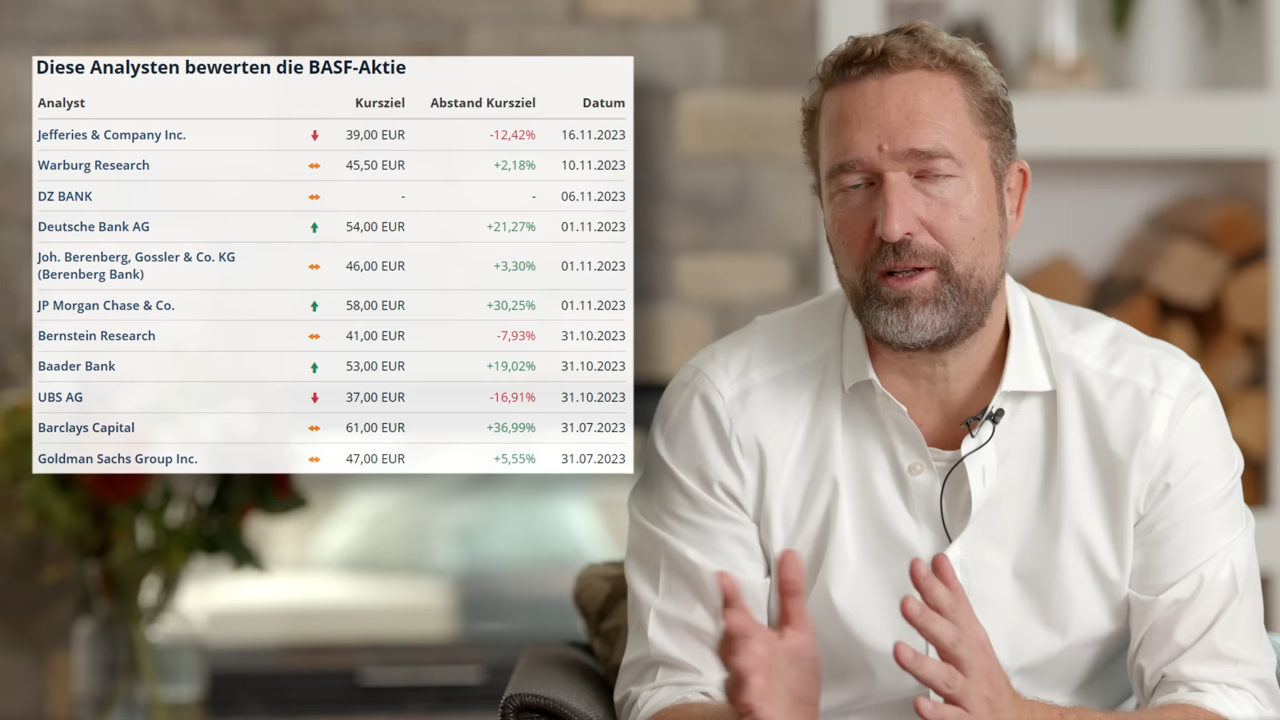 Diese Analysten bewerten die BASF-Aktie
Analyst Kursziel Abstand Kursziel Datum
Jefferies & Company Inc. 39,00 EUR -12,42% 16.11.2023
Warburg Research 45,50 EUR +2,18% 10.11.2023
DZ BANK - - 06.11.2023
Deutsche Bank AG 54,00 EUR +21,27% 01.11.2023
Joh. Berenberg, Gossler & Co. KG
(Berenberg Bank) 46,00 EUR +3,30% 01.11.2023
JP Morgan Chase & Co. 58,00 EUR +30,25% 01.11.2023
Bernstein Research 41,00 EUR -7,93% 31.10.2023
Baader Bank 53,00 EUR +19,02% 31.10.2023
UBS AG 37,00 EUR -16,91% 31.10.2023
Barclays Capital 61,00 EUR +36,99% 31.07.2023
Goldman Sachs Group Inc. 47,00 EUR +5,55% 31.07.2023